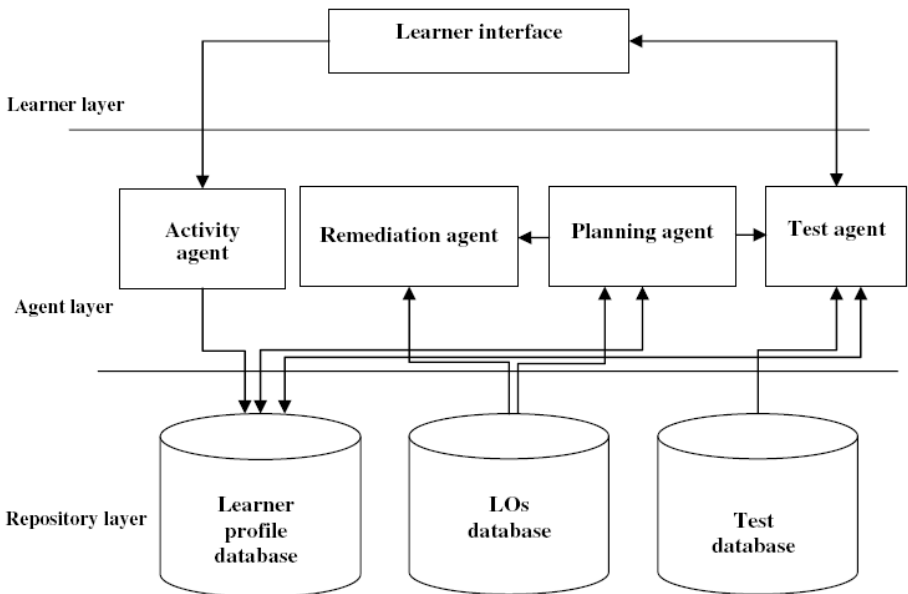 Learner interface
Learner layer
Activity
agent
Remediation agent
Planning agent
Test agent
Agent layer
Learner
profile
database
LOs
database
Test
database
Repository layer